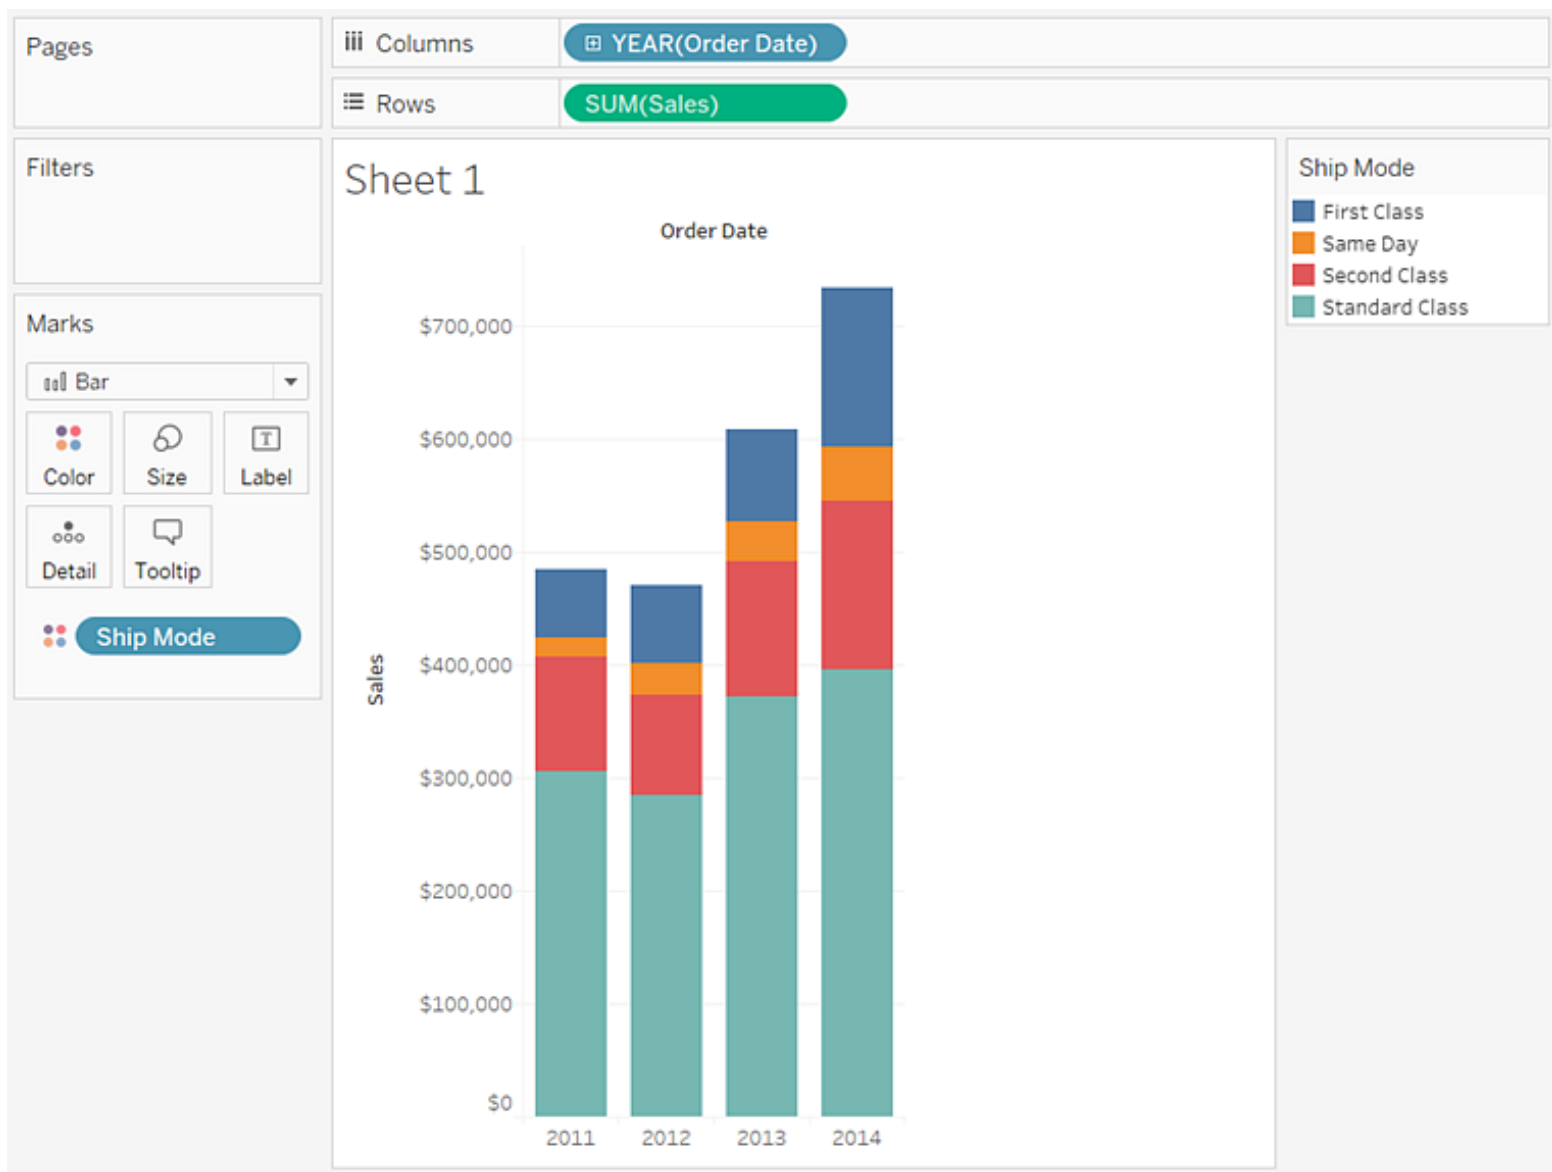 Pages
Columns
YEAR(Order Date)
Rows
SUM(Sales)
Filters
Marks
Bar
Color
Size
Label
T
Detail
Tooltip
Ship Mode
Sheet 1
Order Date
Sales
$700,000
$600,000
$500,000
$400,000
$300,000
$200,000
$100,000
$0
2011 2012 2013 2014
Ship Mode
First Class
Same Day
Second Class
Standard Class